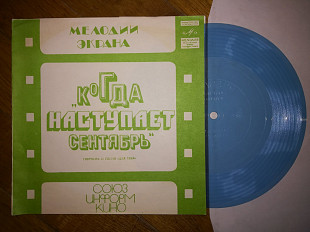 МЕЛОДИИ
ЭКРАНА
„КОГДА
НАСТУПАЕТ
СЕНТЯБРЬ“
СОЮЗ
ИНФОРМ
КИНО